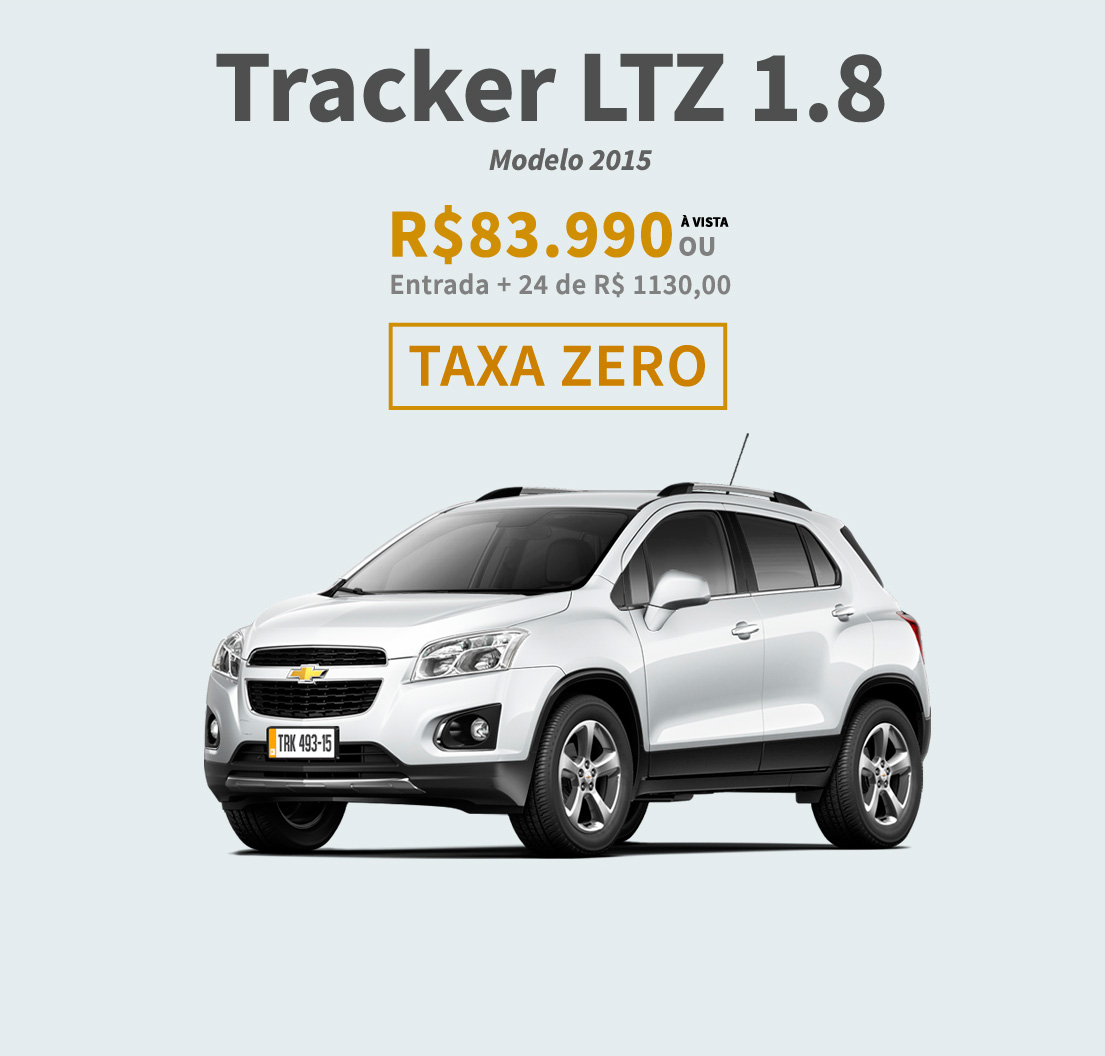 Tracker LTZ 1.8
Modelo 2015
R$83.990 À VISTA
OU
Entrada + 24 de R$ 1130,00
TAXA ZERO
TRK 493-15